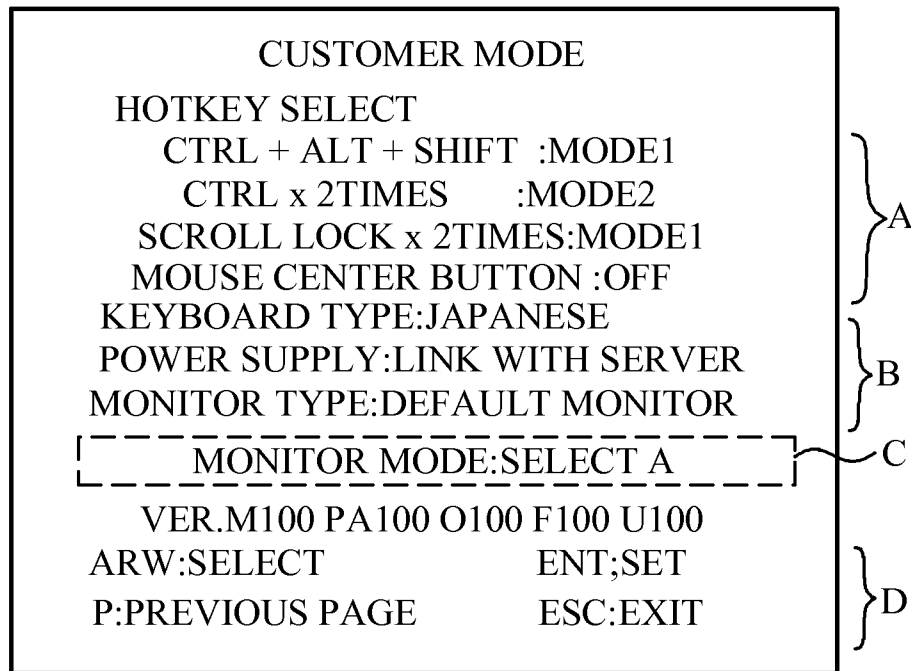 CUSTOMER MODE
HOTKEY SELECT
CTRL + ALT + SHIFT :MODE1
CTRL x 2TIMES :MODE2
SCROLL LOCK x 2TIMES:MODE1
MOUSE CENTER BUTTON :OFF
A
KEYBOARD TYPE:JAPANESE
POWER SUPPLY:LINK WITH SERVER
MONITOR TYPE:DEFAULT MONITOR
B
MONITOR MODE:SELECT A
C
VER.M100 PA100 O100 F100 U100
ARW:SELECT ENT;SET
P:PREVIOUS PAGE ESC:EXIT
D